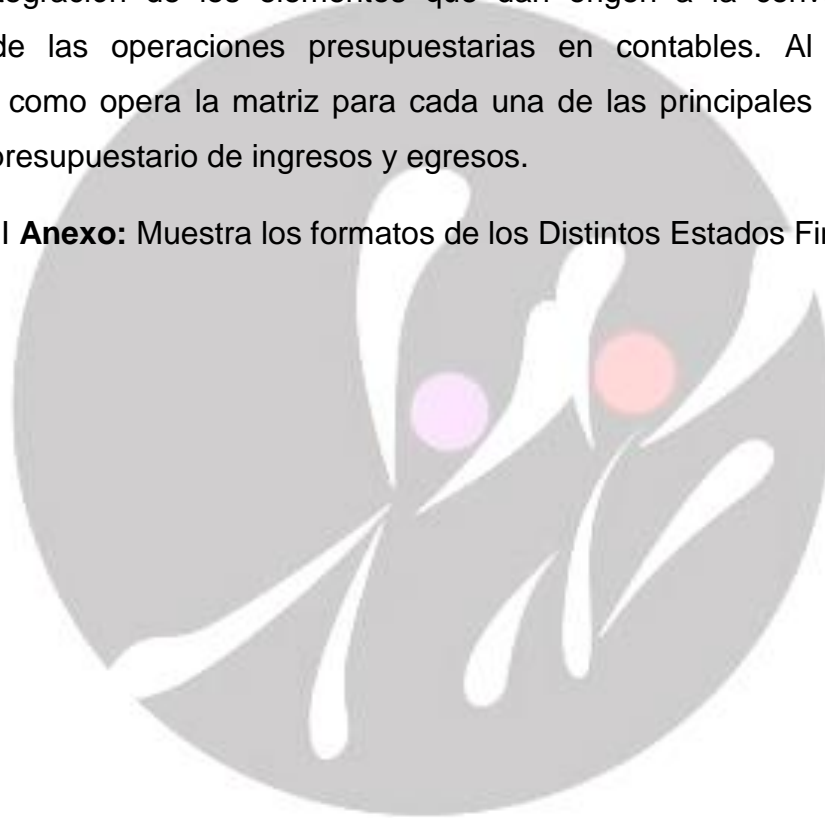 de las operaciones presupuestarias en contables. Al
como opera la matriz para cada una de las principales
presupuestario de ingresos y egresos.
l Anexo: Muestra los formatos de los Distintos Estados